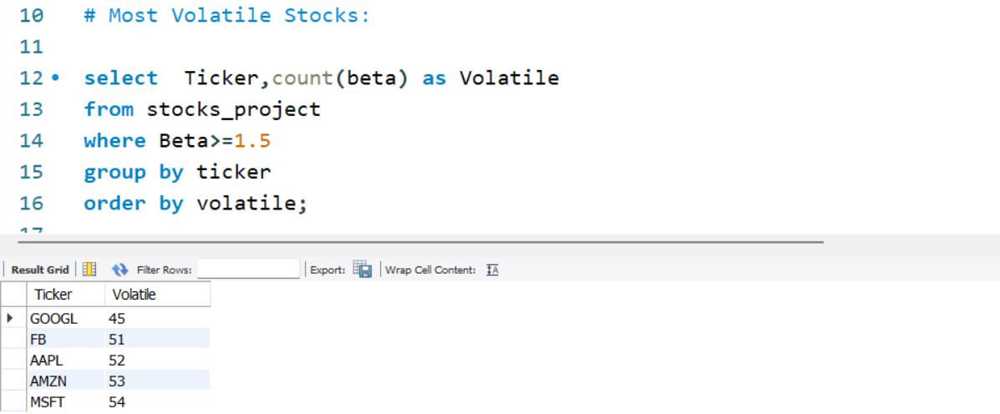 10 # Most Volatile Stocks:
11
12 select Ticker,count(beta) as Volatile
13 from stocks_project
14 where Beta>=1.5
15 group by ticker
16 order by volatile;
17
Result Grid Filter Rows: Export: Wrap Cell Content: IA
Ticker Volatile
GOOGL 45
FB 51
AAPL 52
AMZN 53
MSFT 54